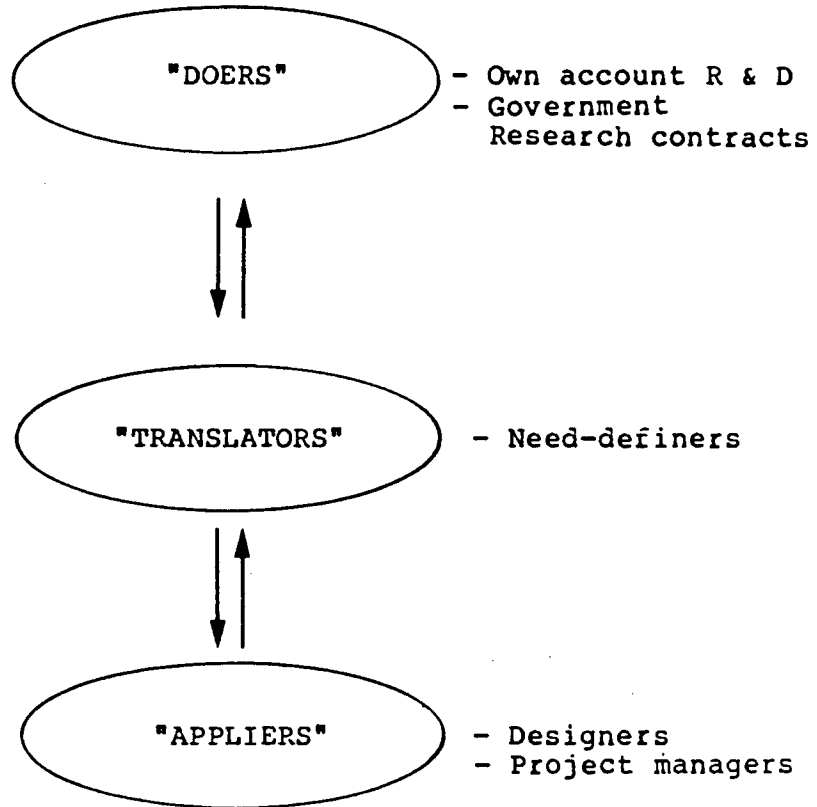 "DOERS"
- Own account R & D
- Government
Research contracts
"TRANSLATORS"
- Need-definers
"APPLIERS"
- Designers
- Project managers